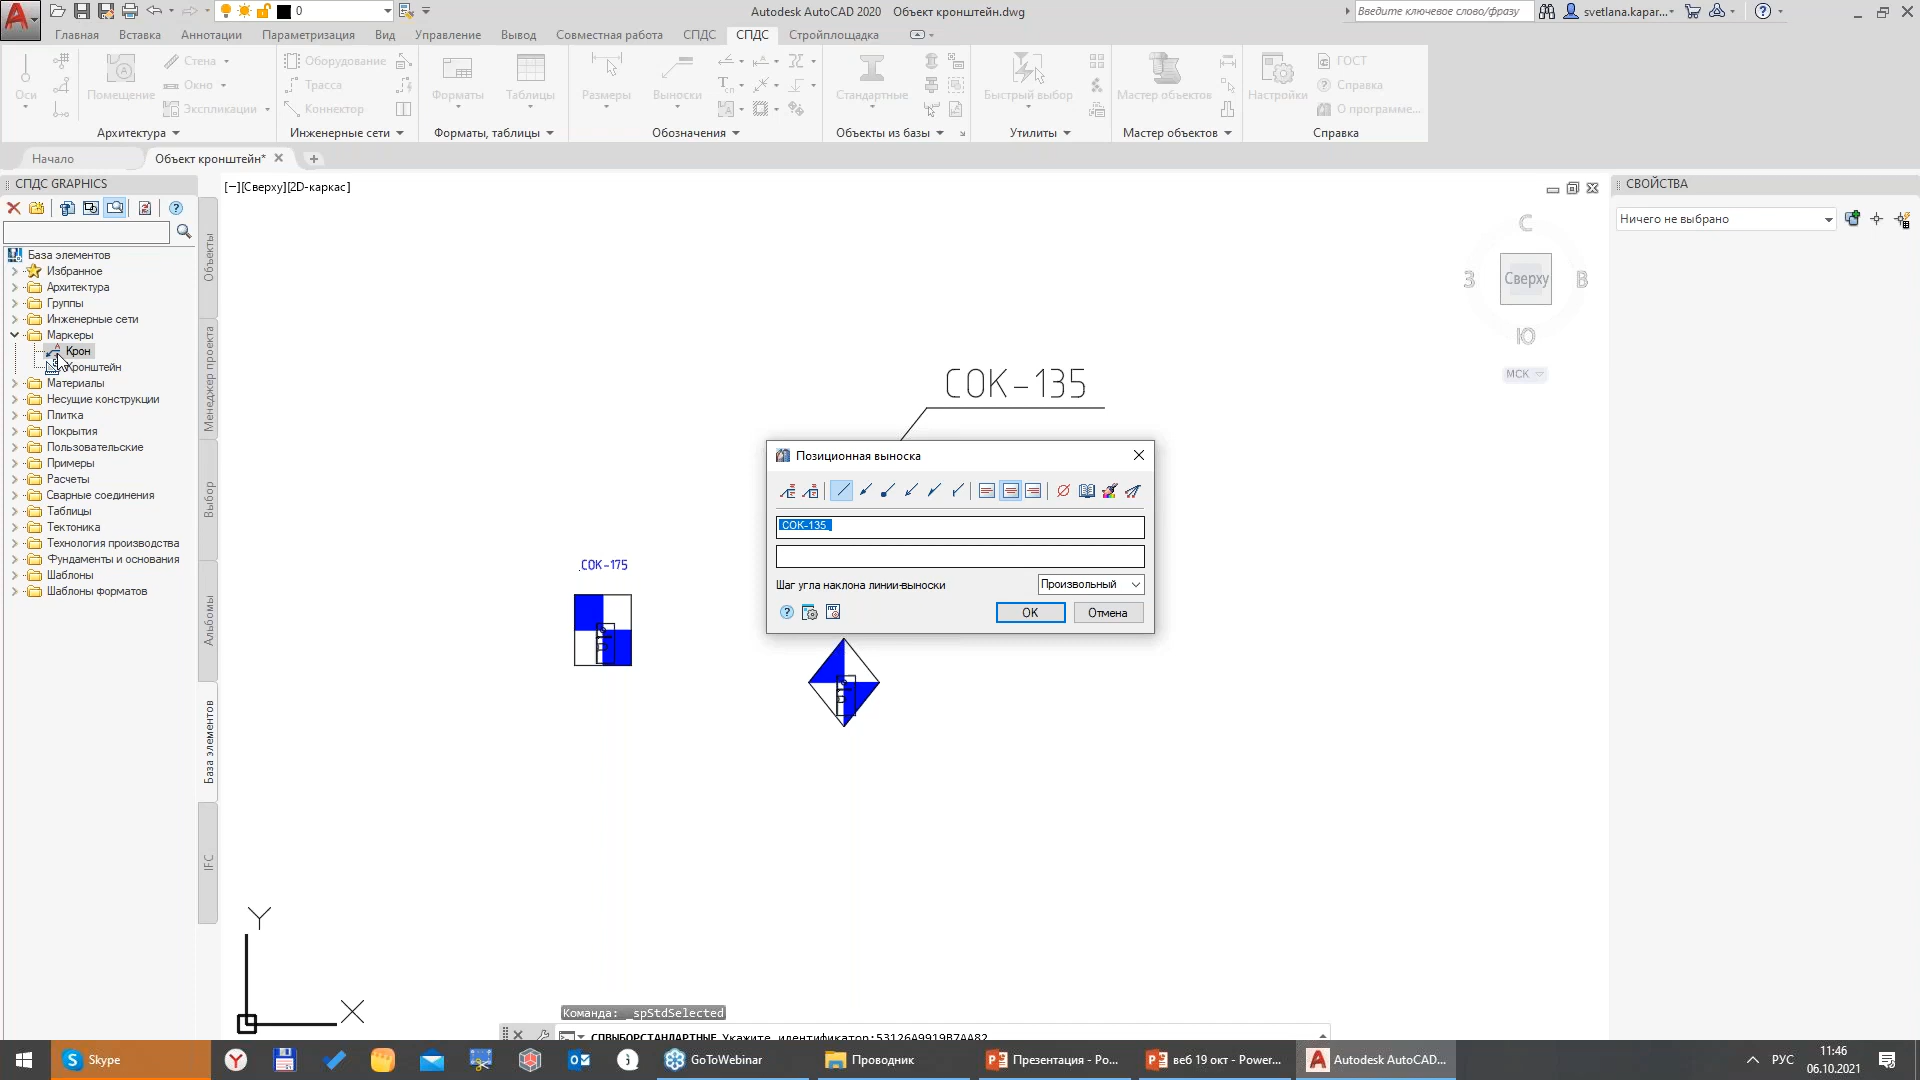 0
Autodesk AutoCAD 2020 Объект кронштейн.dwg
Введите ключевое слово/фразу
svetlana.kapar...
Главная Вставка Аннотации Параметризация Вид Управление Вывод Совместная работа СПДС СПДС Стройплощадка
Стена Оборудование ГОСТ
Окно Трасса Справка
Оси Помещение Форматы Таблицы Размеры Выноски Стандартные Быстрый выбор Мастер объектов Настройки
Экспликации Коннектор О программе...
Архитектура Инженерные сети Форматы, таблицы Обозначения Объекты из базы Утилиты Мастер объектов Справка
Начало Объект кронштейн*
СПДС GRAPHICS
[−][Сверху][2D-каркас]
СВОЙСТВА
Ничего не выбрано
База элементов
Избранное
Архитектура
Группы
Инженерные сети
Маркеры
Крон
Кронштейн
Материалы
Несущие конструкции
Плитка
Покрытия
Пользовательские
Примеры
Расчеты
Сварные соединения
Таблицы
Тектоника
Технология производства
Фундаменты и основания
Шаблоны
Шаблоны форматов
Объекты
Менеджер проекта
Выбор
Альбомы
База элементов
IFC
С
З Сверху В
Ю
МСК
СОК-135
СОК-175
Позиционная выноска
СОК-135
Шаг угла наклона линии-выноски Произвольный
OK Отмена
Y
X
Команда: _spStdSelected
СПВЫБОРСТАНДАРТНЫЕ Укажите идентификатор:53126A9919B7AA82
Skype GoToWebinar Проводник Презентация - Po... веб 19 окт - Power... Autodesk AutoCAD...
РУС
11:46
06.10.2021